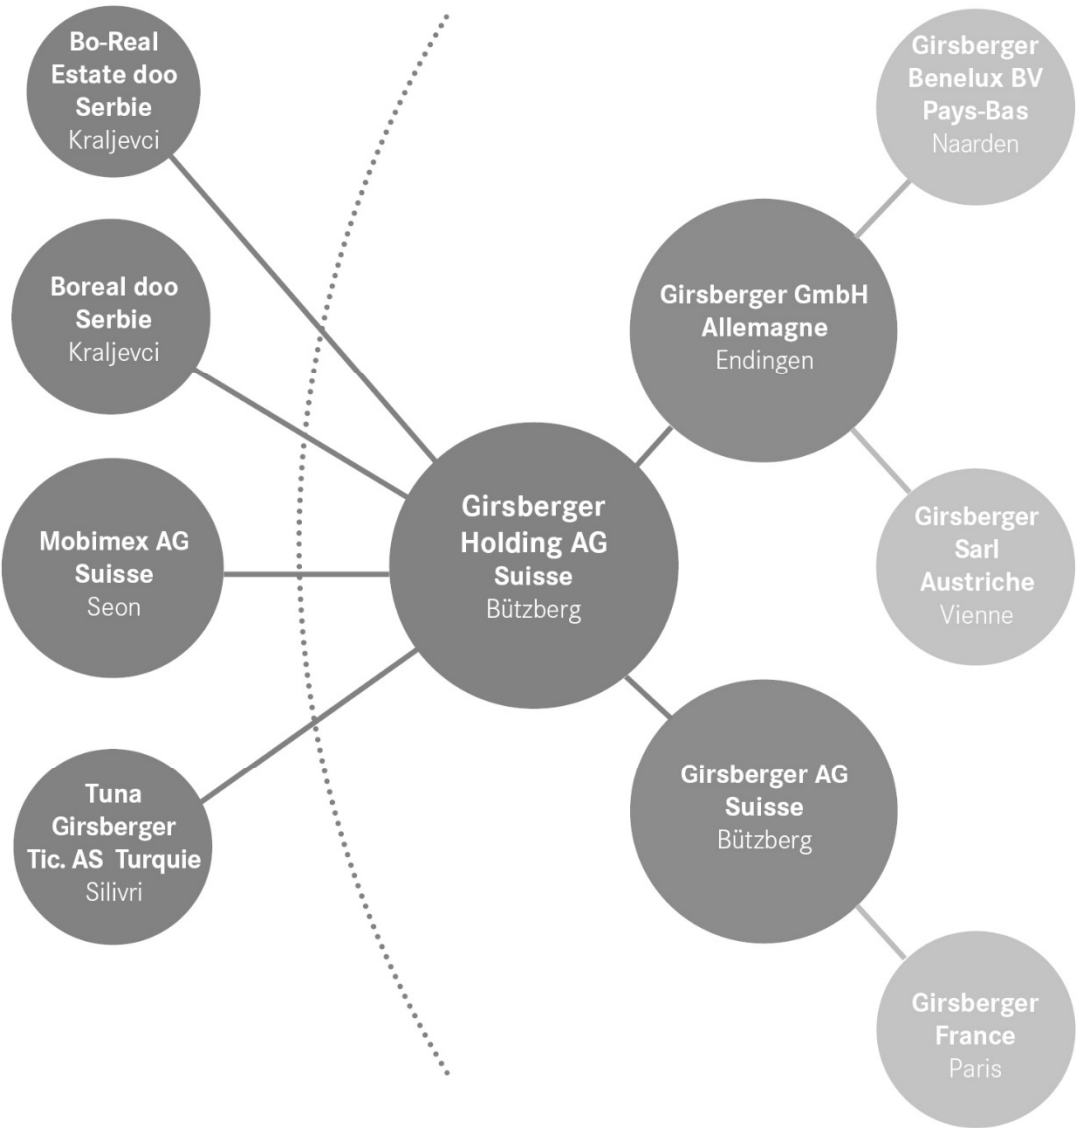 Bo-Real
Estate doo
Serbie
Kraljevci
Boreal doo
Serbie
Kraljevci
Mobimex AG
Suisse
Seon
Tuna
Girsberger
Tic. AS Turquie
Silivri
Girsberger
Holding AG
Suisse
Bützberg
Girsberger GmbH
Allemagne
Endingen
Girsberger AG
Suisse
Bützberg
Girsberger
Benelux BV
Pays-Bas
Naarden
Girsberger
Sarl
Austriche
Vienne
Girsberger
France
Paris